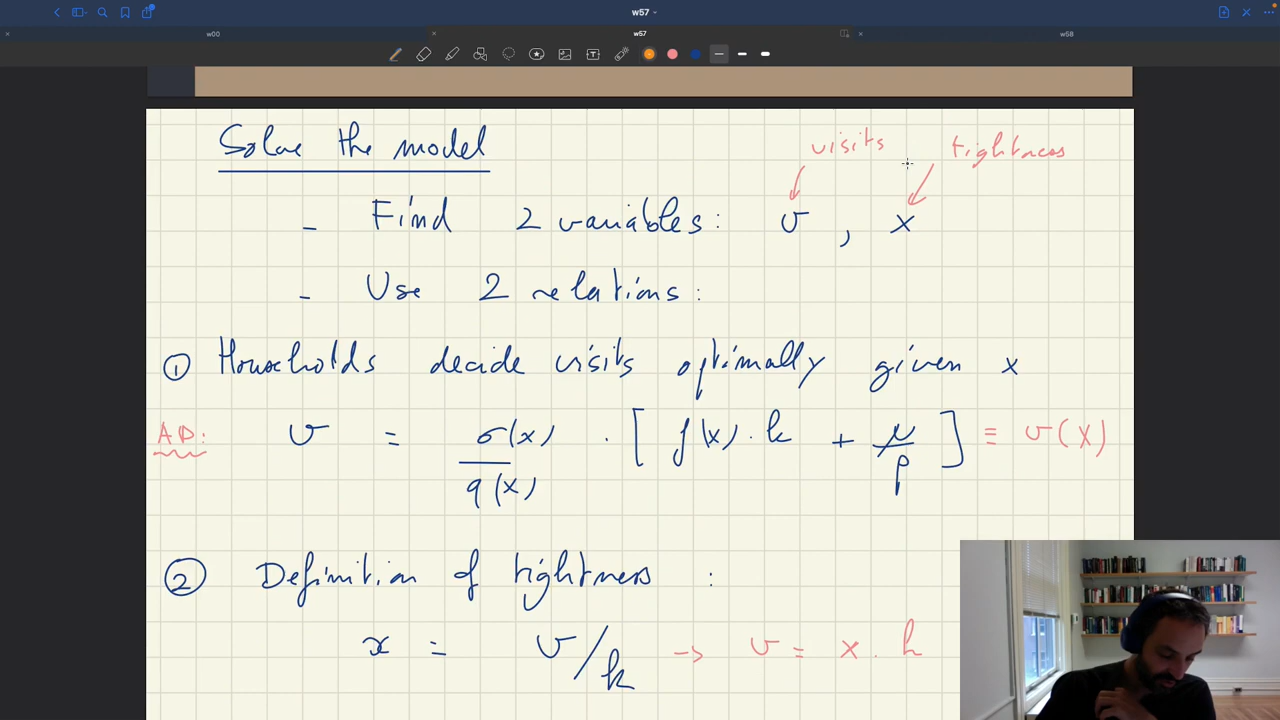 w57
w00
w57
w58
Solve the model
visits tightness
- Find 2 variables: v , x
- Use 2 relations:
① Households decide visits optimally given x
AD: v = σ(x) / q(x) · [ f(x) · k + μ / p ] ≡ v(x)
② Definition of tightness :
x = v/k → v = x . k